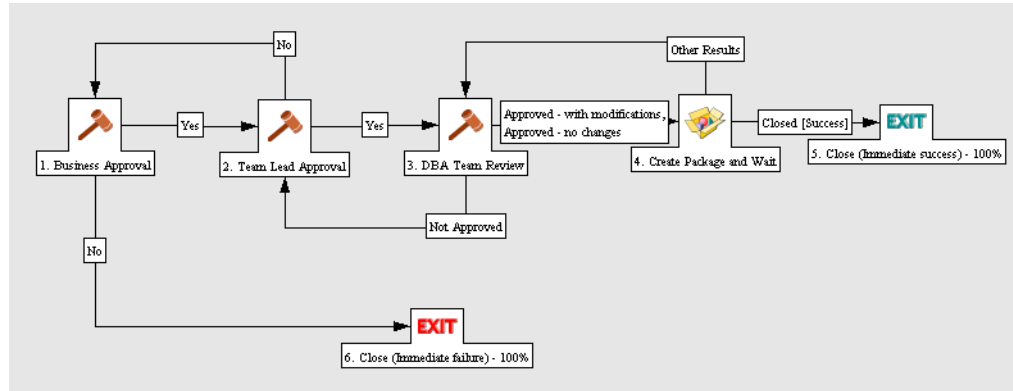 No
Other Results
Yes
Yes
Approved - with modifications,
Approved - no changes
Closed [Success]
EXIT
1. Business Approval
2. Team Lead Approval
3. DBA Team Review
4. Create Package and Wait
5. Close (Immediate success) - 100%
Not Approved
No
EXIT
6. Close (Immediate failure) - 100%